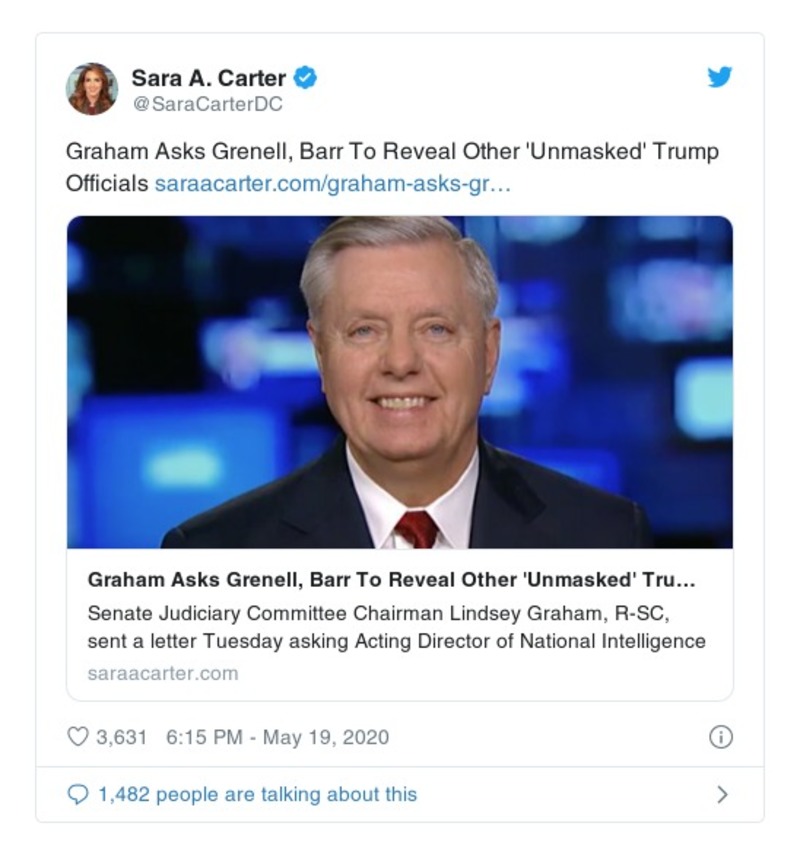 Sara A. Carter
@SaraCarterDC
Graham Asks Grenell, Barr To Reveal Other 'Unmasked' Trump
Officials saraacarter.com/graham-asks-gr…
Graham Asks Grenell, Barr To Reveal Other 'Unmasked' Tru…
Senate Judiciary Committee Chairman Lindsey Graham, R-SC,
sent a letter Tuesday asking Acting Director of National Intelligence
saraacarter.com
3,631 6:15 PM - May 19, 2020
1,482 people are talking about this